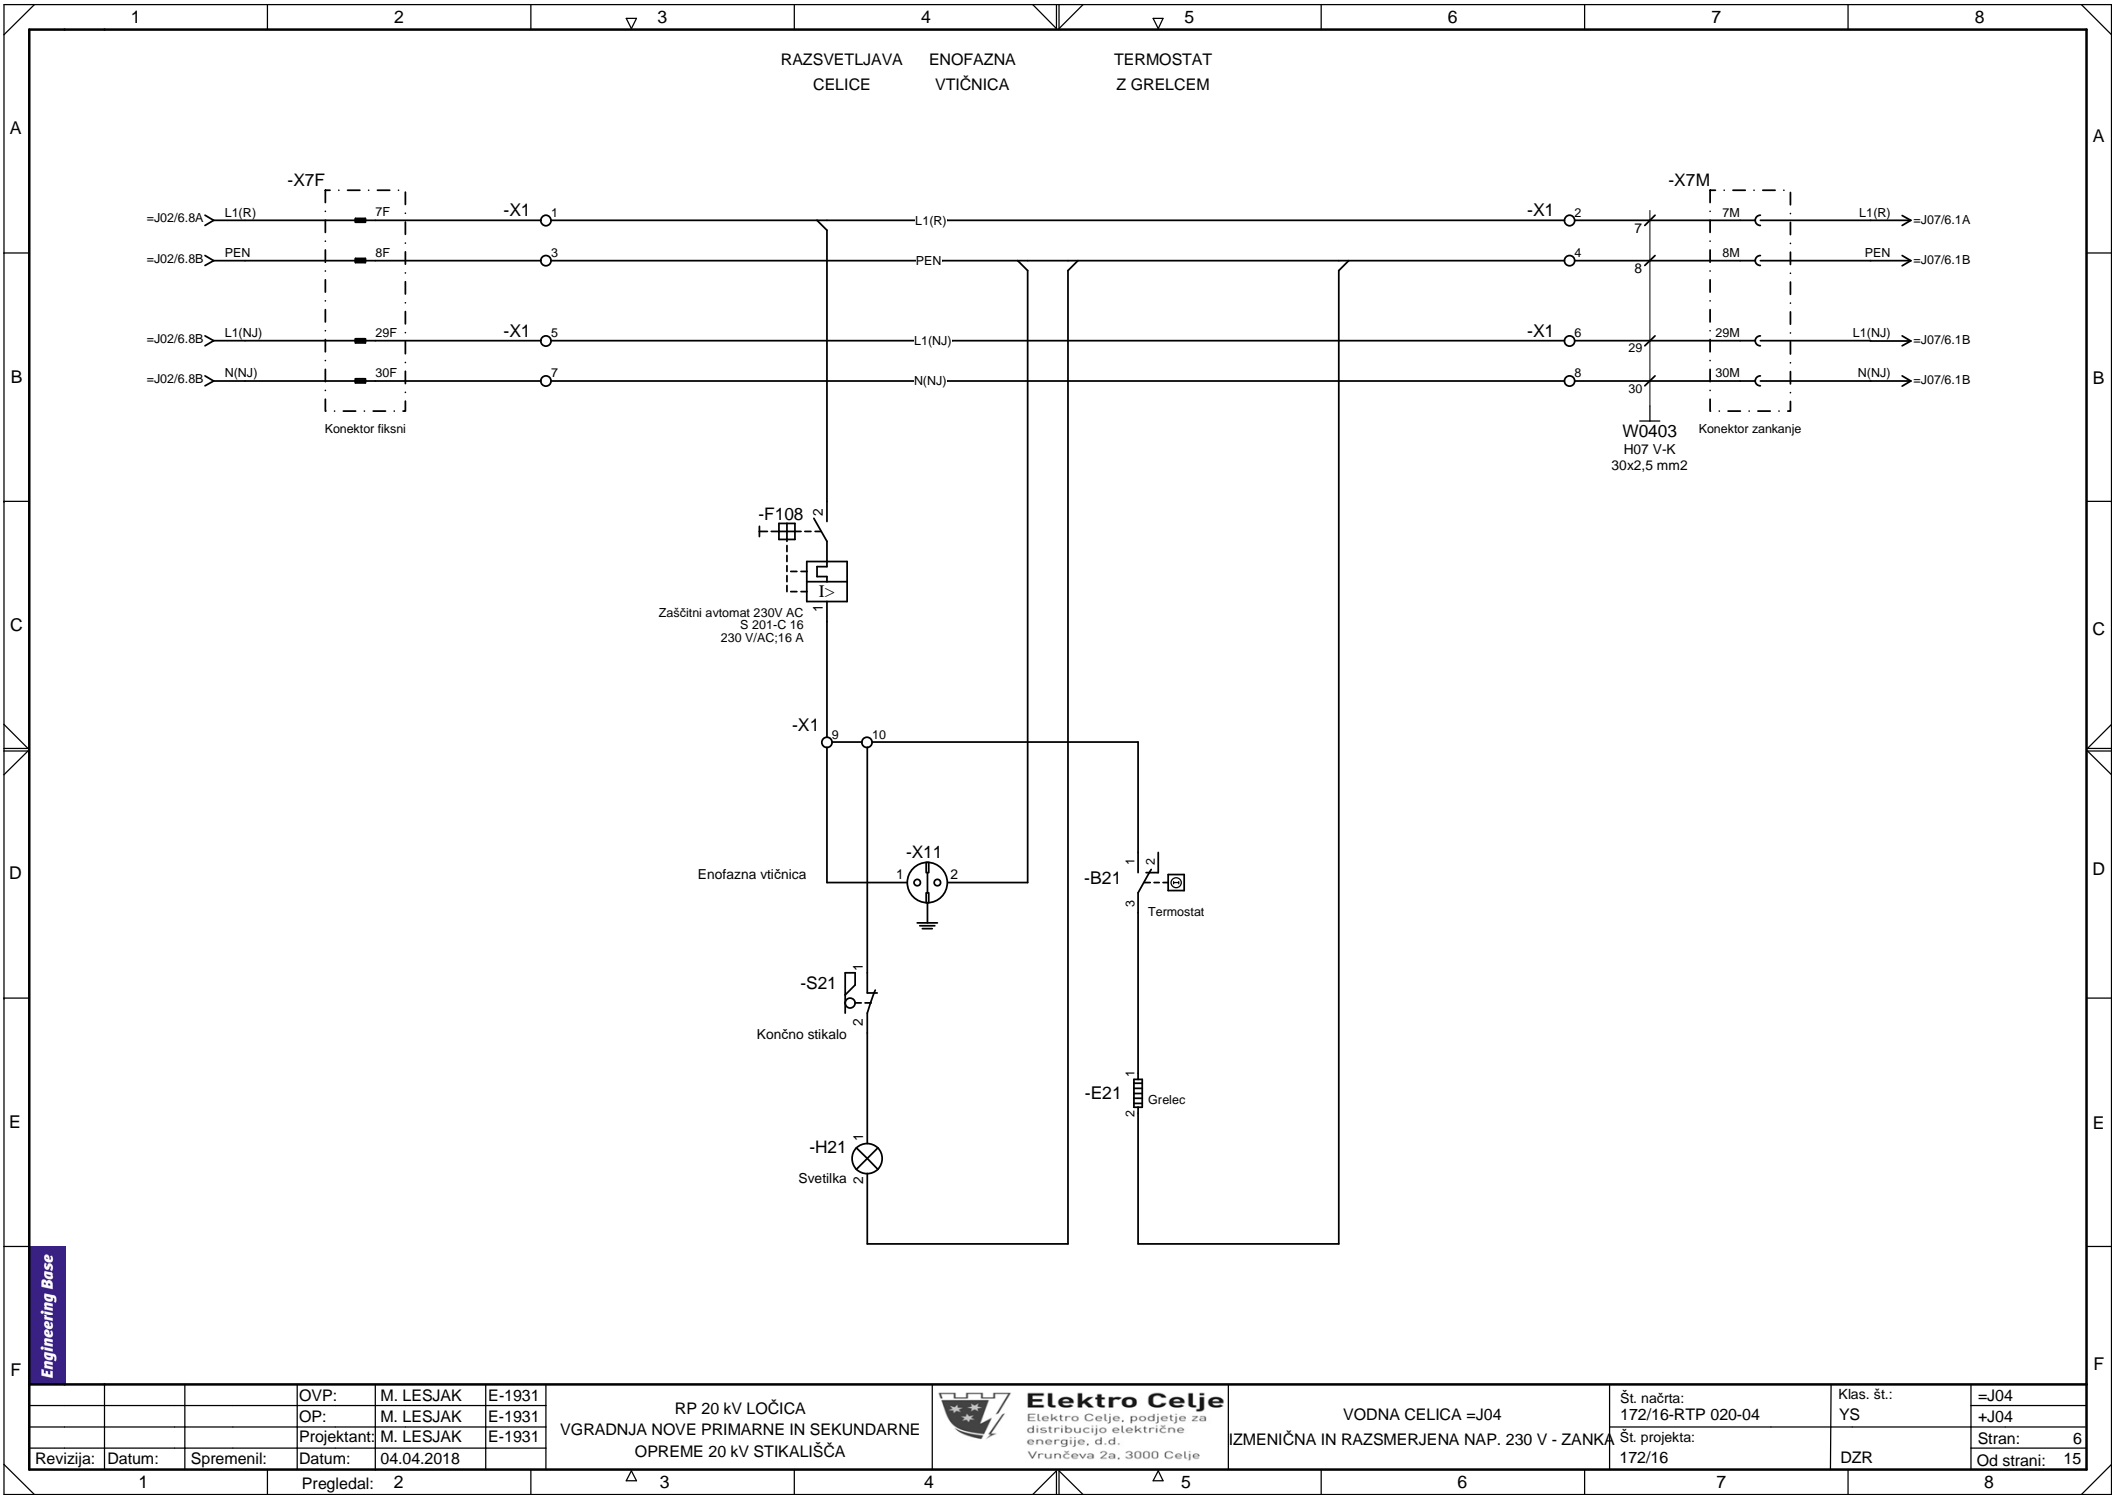 1 2 3 4 5 6 7 8
RAZSVETLJAVA
CELICE
ENOFAZNA
VTIČNICA
TERMOSTAT
Z GRELCEM
A A
-X7F
-X7M
=J02/6.8A L1(R) 7F -X1 1 L1(R) -X1 2 7 7M L1(R) =J07/6.1A
=J02/6.8B PEN 8F 3 PEN 4 8 8M PEN =J07/6.1B
=J02/6.8B L1(NJ) 29F -X1 5 L1(NJ) -X1 6 29 29M L1(NJ) =J07/6.1B
B B
=J02/6.8B N(NJ) 30F 7 N(NJ) 8 30 30M N(NJ) =J07/6.1B
Konektor fiksni
Konektor zankanje
W0403
H07 V-K
30x2,5 mm2
-F108 2
I>
1
Zaščitni avtomat 230V AC
S 201-C 16
230 V/AC;16 A
C C
-X1 9 10
-X11
1 2
Enofazna vtičnica
D D
-B21 1 2 3
Termostat
-S21 1 2
Končno stikalo
-E21 1 2
Grelec
E E
-H21 1 2
Svetilka
Engineering Base
F F
OVP: M. LESJAK E-1931
OP: M. LESJAK E-1931
Projektant: M. LESJAK E-1931
Revizija: Datum: Spremenil: Datum: 04.04.2018
Pregledal:
RP 20 kV LOČICA
VGRADNJA NOVE PRIMARNE IN SEKUNDARNE
OPREME 20 kV STIKALIŠČA
Elektro Celje
Elektro Celje, podjetje za
distribucijo električne
energije, d.d.
Vrunčeva 2a, 3000 Celje
VODNA CELICA =J04
IZMENIČNA IN RAZSMERJENA NAP. 230 V - ZANKA
Št. načrta:
172/16-RTP 020-04
Št. projekta:
172/16
Klas. št.:
YS
DZR
=J04
+J04
Stran: 6
Od strani: 15
1 2 3 4 5 6 7 8